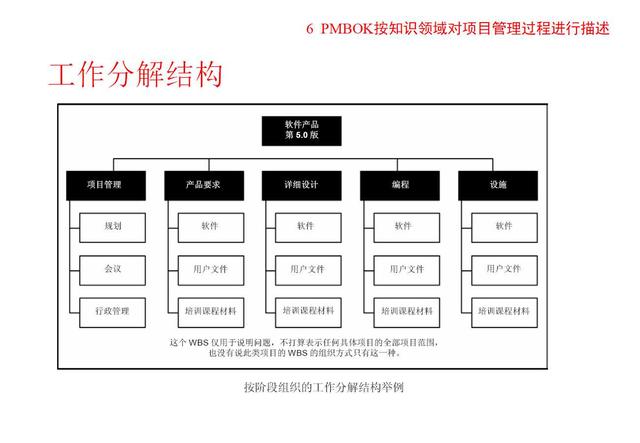 6 PMBOK按知识领域对项目管理过程进行描述
工作分解结构
软件产品
第 5.0 版
项目管理
产品要求
详细设计
编程
设施
规划
软件
软件
软件
软件
会议
用户文件
用户文件
用户文件
用户文件
行政管理
培训课程材料
培训课程材料
培训课程材料
培训课程材料
这个 WBS 仅用于说明问题，不打算表示任何具体项目的全部项目范围，
也没有说此类项目的 WBS 的组织方式只有这一种。
按阶段组织的工作分解结构举例